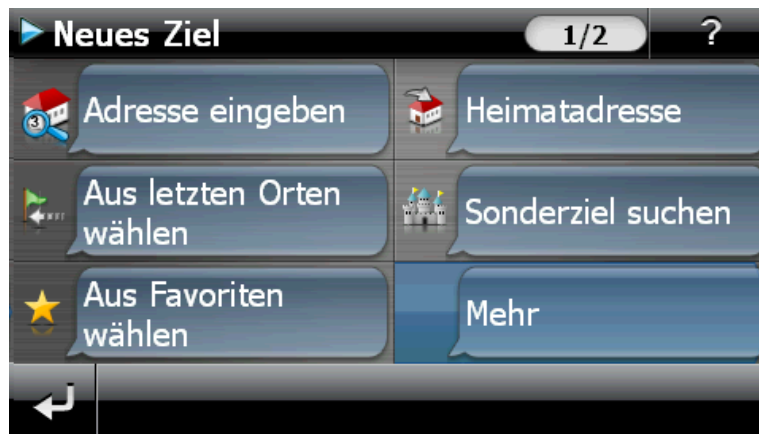 Neues Ziel
1/2
?
Adresse eingeben
Heimatadresse
Aus letzten Orten
wählen
Sonderziel suchen
Aus Favoriten
wählen
Mehr